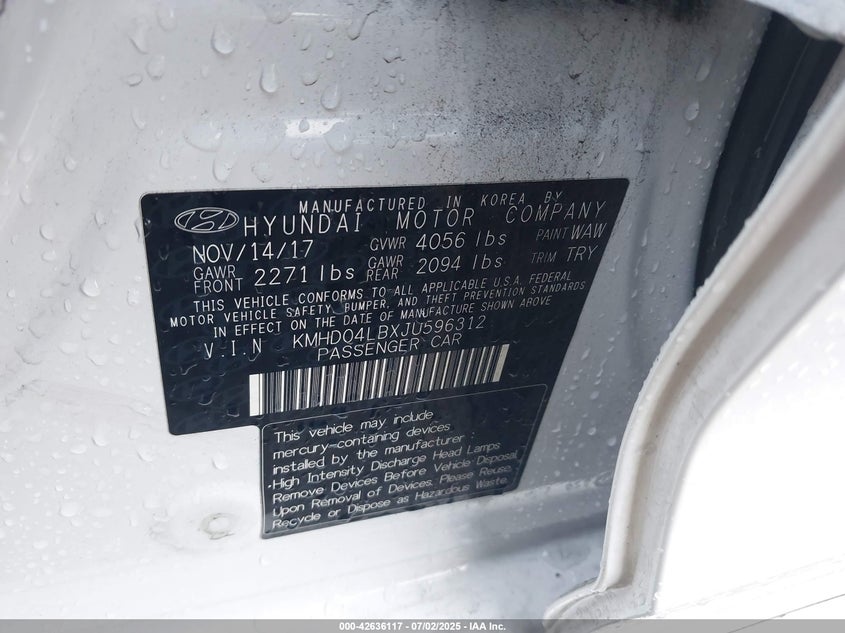 MANUFACTURED IN KOREA BY
HYUNDAI MOTOR COMPANY
NOV/14/17 GVWR 4056 lbs PAINT WAW
GAWR FRONT 2271 lbs GAWR REAR 2094 lbs TRIM TRY
THIS VEHICLE CONFORMS TO ALL APPLICABLE U.S.A. FEDERAL
MOTOR VEHICLE SAFETY, BUMPER, AND THEFT PREVENTION STANDARDS
IN EFFECT ON THE DATE OF MANUFACTURE SHOWN ABOVE
V.I.N KMHD04LBXJU596312
PASSENGER CAR
This vehicle may include
mercury-containing devices
installed by the manufacturer :
·High Intensity Discharge Head Lamps
Remove Devices Before Vehicle Disposal.
Upon Removal of Devices, Please Reuse,
Recycle or Dispose as Hazardous Waste.
000-42636117 - 07/02/2025 - IAA Inc.